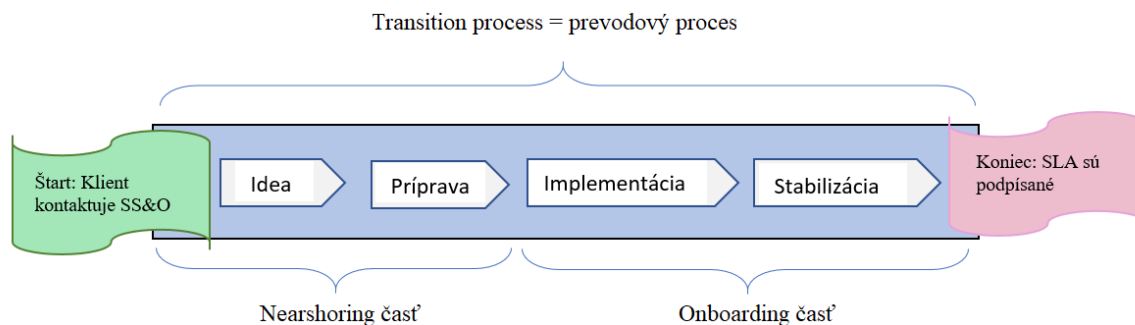 Transition process = prevodový proces
Štart: Klient
kontaktuje SS&O
Idea
Príprava
Implementácia
Stabilizácia
Koniec: SLA sú
podpísané
Nearshoring časť
Onboarding časť